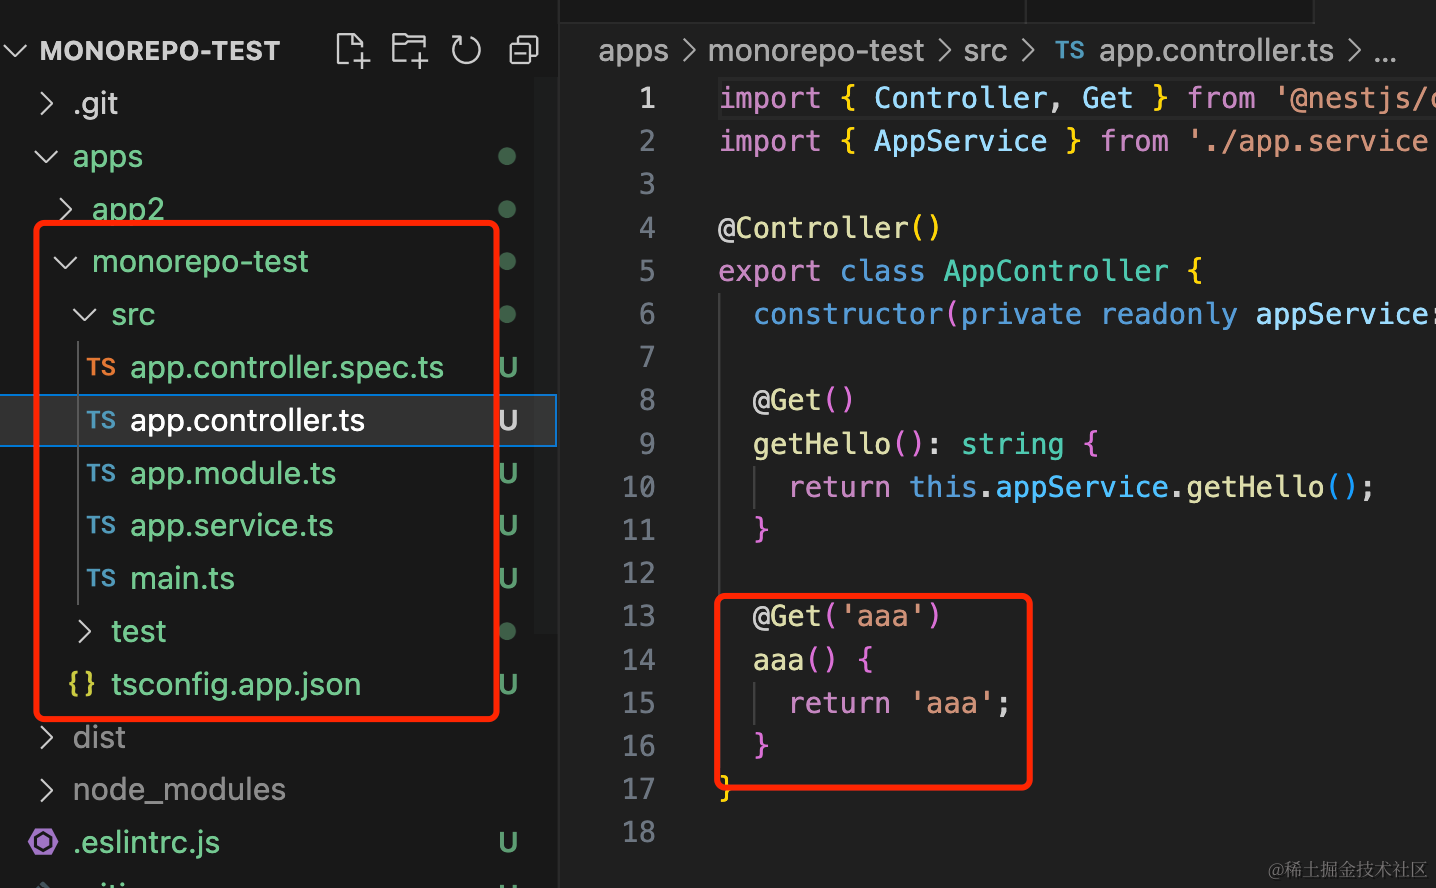 MONOREPO-TEST
.git
apps
app2
monorepo-test
src
TS app.controller.spec.ts U
TS app.controller.ts U
TS app.module.ts U
TS app.service.ts U
TS main.ts U
test
{} tsconfig.app.json U
dist
node_modules
.eslintrc.js U
apps > monorepo-test > src > TS app.controller.ts > ...
1 import { Controller, Get } from '@nestjs/
2 import { AppService } from './app.service
3
4 @Controller()
5 export class AppController {
6 constructor(private readonly appService:
7
8 @Get()
9 getHello(): string {
10 return this.appService.getHello();
11 }
12
13 @Get('aaa')
14 aaa() {
15 return 'aaa';
16 }
17 }
18
@稀土掘金技术社区